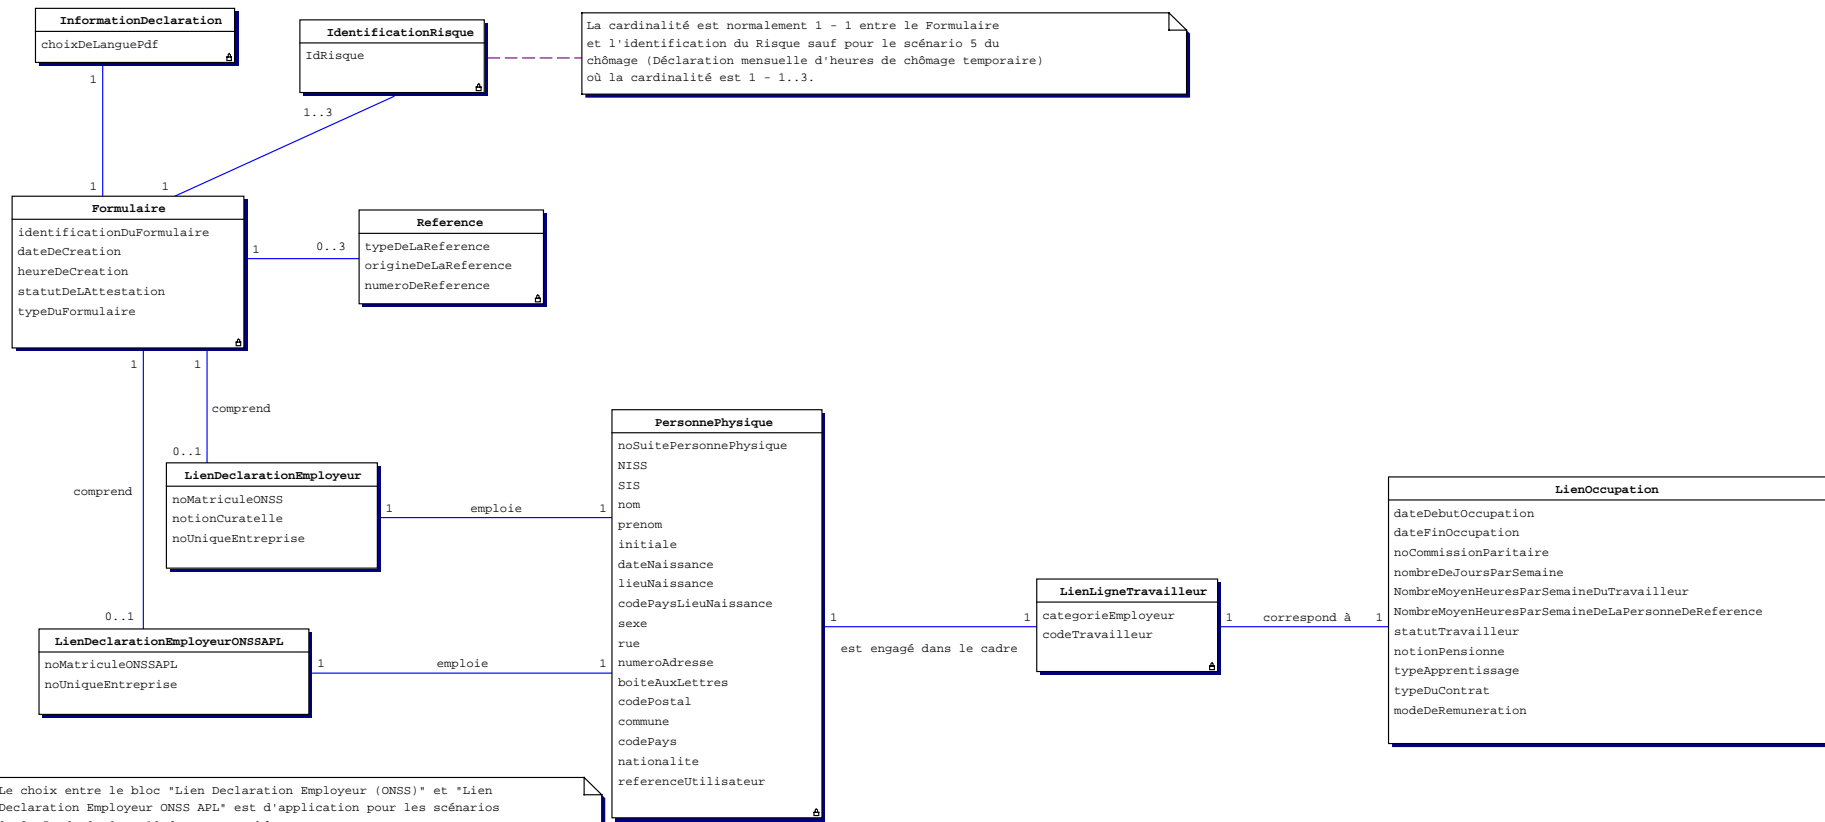 InformationDeclaration
choixDeLanguePdf
1
1
IdentificationRisque
IdRisque
1..3
1
La cardinalité est normalement 1 - 1 entre le Formulaire
et l'identification du Risque sauf pour le scénario 5 du
chômage (Déclaration mensuelle d'heures de chômage temporaire)
où la cardinalité est 1 - 1..3.
Formulaire
identificationDuFormulaire
dateDeCreation
heureDeCreation
statutDeLAttestation
typeDuFormulaire
1
0..3
Reference
typeDeLaReference
origineDeLaReference
numeroDeReference
1
1
comprend
0..1
comprend
0..1
LienDeclarationEmployeur
noMatriculeONSS
notionCuratelle
noUniqueEntreprise
1
emploie
1
LienDeclarationEmployeurONSSAPL
noMatriculeONSSAPL
noUniqueEntreprise
1
emploie
1
PersonnePhysique
noSuitePersonnePhysique
NISS
SIS
nom
prenom
initiale
dateNaissance
lieuNaissance
codePaysLieuNaissance
sexe
rue
numeroAdresse
boiteAuxLettres
codePostal
commune
codePays
nationalite
referenceUtilisateur
1
1
est engagé dans le cadre
LienLigneTravailleur
categorieEmployeur
codeTravailleur
1
correspond à
1
LienOccupation
dateDebutOccupation
dateFinOccupation
noCommissionParitaire
nombreDeJoursParSemaine
NombreMoyenHeuresParSemaineDuTravailleur
NombreMoyenHeuresParSemaineDeLaPersonneDeReference
statutTravailleur
notionPensionne
typeApprentissage
typeDuContrat
modeDeRemuneration
Le choix entre le bloc "Lien Declaration Employeur (ONSS)" et "Lien
Declaration Employeur ONSS APL" est d'application pour les scénarios